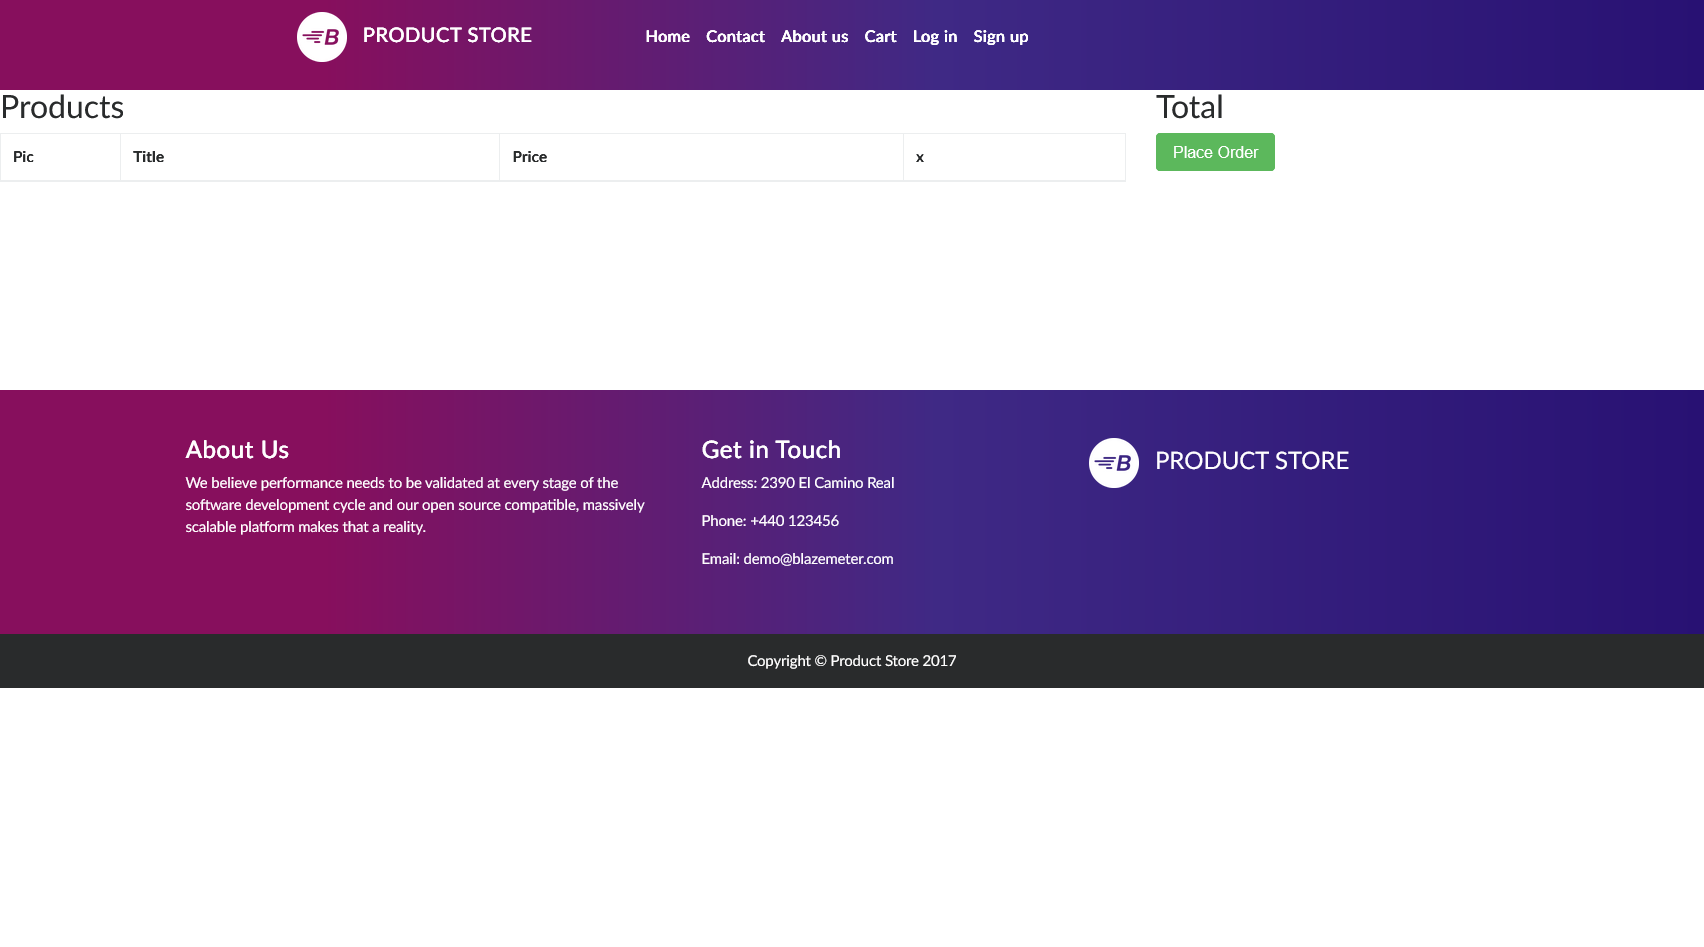 B PRODUCT STORE
Home Contact About us Cart Log in Sign up
Products
Pic Title Price x
Total
Place Order
About Us
We believe performance needs to be validated at every stage of the
software development cycle and our open source compatible, massively
scalable platform makes that a reality.
Get in Touch
Address: 2390 El Camino Real
Phone: +440 123456
Email: demo@blazemeter.com
B PRODUCT STORE
Copyright © Product Store 2017